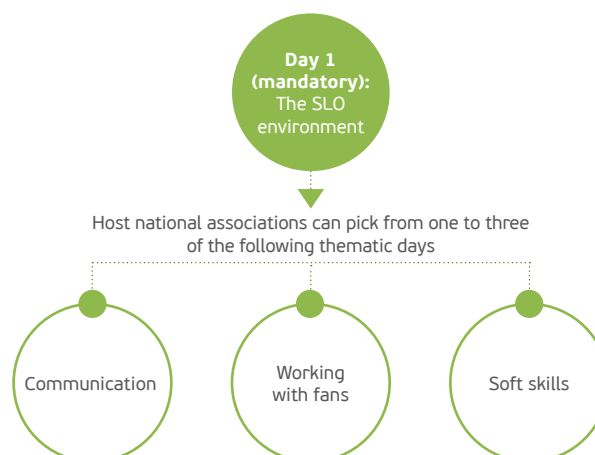 Day 1
(mandatory):
The SLO
environment
Host national associations can pick from one to three
of the following thematic days
Communication
Working
with fans
Soft skills